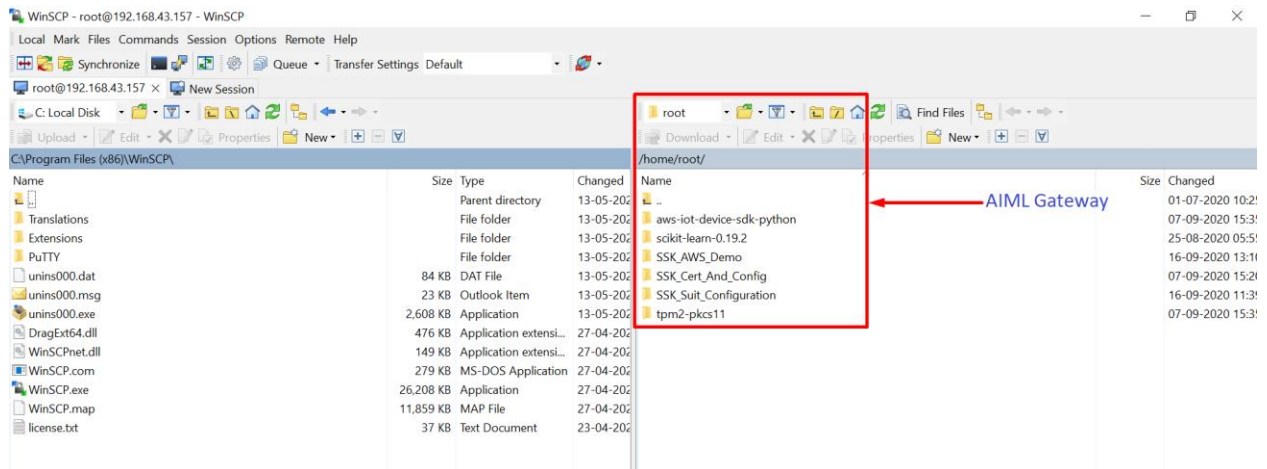 WinSCP - root@192.168.43.157 - WinSCP
Local Mark Files Commands Session Options Remote Help
Synchronize Queue Transfer Settings Default
root@192.168.43.157 × New Session
C: Local Disk
Upload Edit Properties New
C:\Program Files (x86)\WinSCP\
Name Size Type Changed
.. Parent directory 13-05-202
Translations File folder 13-05-202
Extensions File folder 13-05-202
PuTTY File folder 13-05-202
unins000.dat 84 KB DAT File 13-05-202
unins000.msg 23 KB Outlook Item 13-05-202
unins000.exe 2,608 KB Application 13-05-202
DragExt64.dll 476 KB Application extensi... 27-04-202
WinSCPnet.dll 149 KB Application extensi... 27-04-202
WinSCP.com 279 KB MS-DOS Application 27-04-202
WinSCP.exe 26,208 KB Application 27-04-202
WinSCP.map 11,859 KB MAP File 27-04-202
license.txt 37 KB Text Document 23-04-202
root Find Files
Download Edit Properties New
/home/root/
Name Size Changed
.. 01-07-2020 10:25
aws-iot-device-sdk-python 07-09-2020 15:3
scikit-learn-0.19.2 25-08-2020 05:5
SSK_AWS_Demo 16-09-2020 13:1
SSK_Cert_And_Config 07-09-2020 15:2
SSK_Suit_Configuration 16-09-2020 11:3
tpm2-pkcs11 07-09-2020 15:3
AIML Gateway